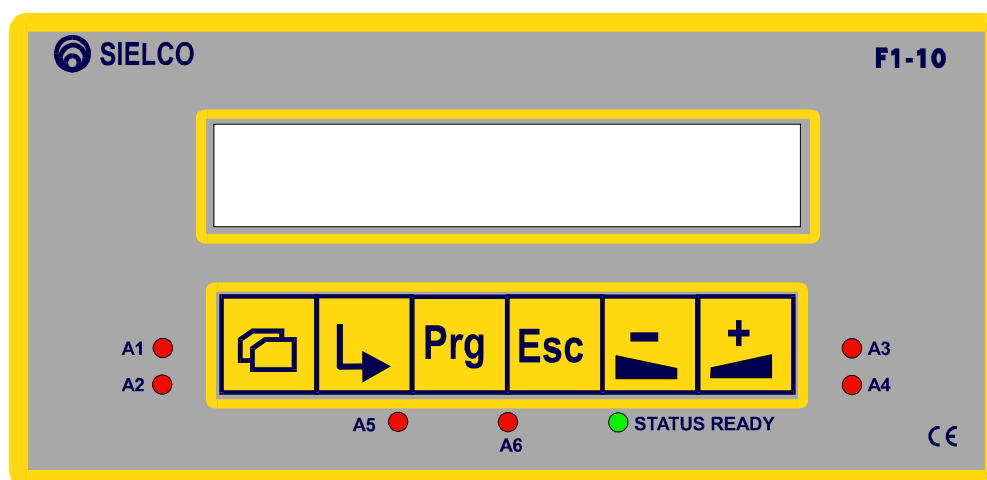 SIELCO
F1-10
Prg
Esc
-
+
A1
A2
A3
A4
A5
A6
STATUS READY
CE